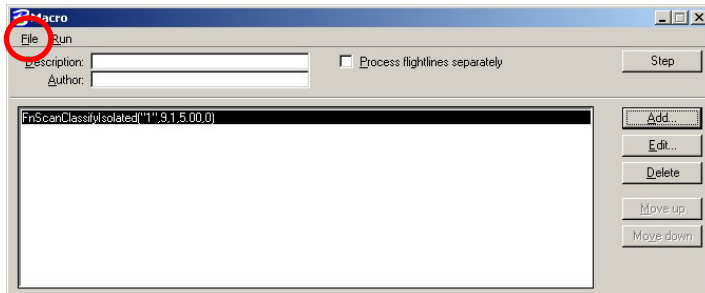 Macro
File Run
Description: Process flightlines separately Step
Author:
FnScanClassifyIsolated("1",9,1,5.00,0)
Add...
Edit...
Delete
Move up
Move down